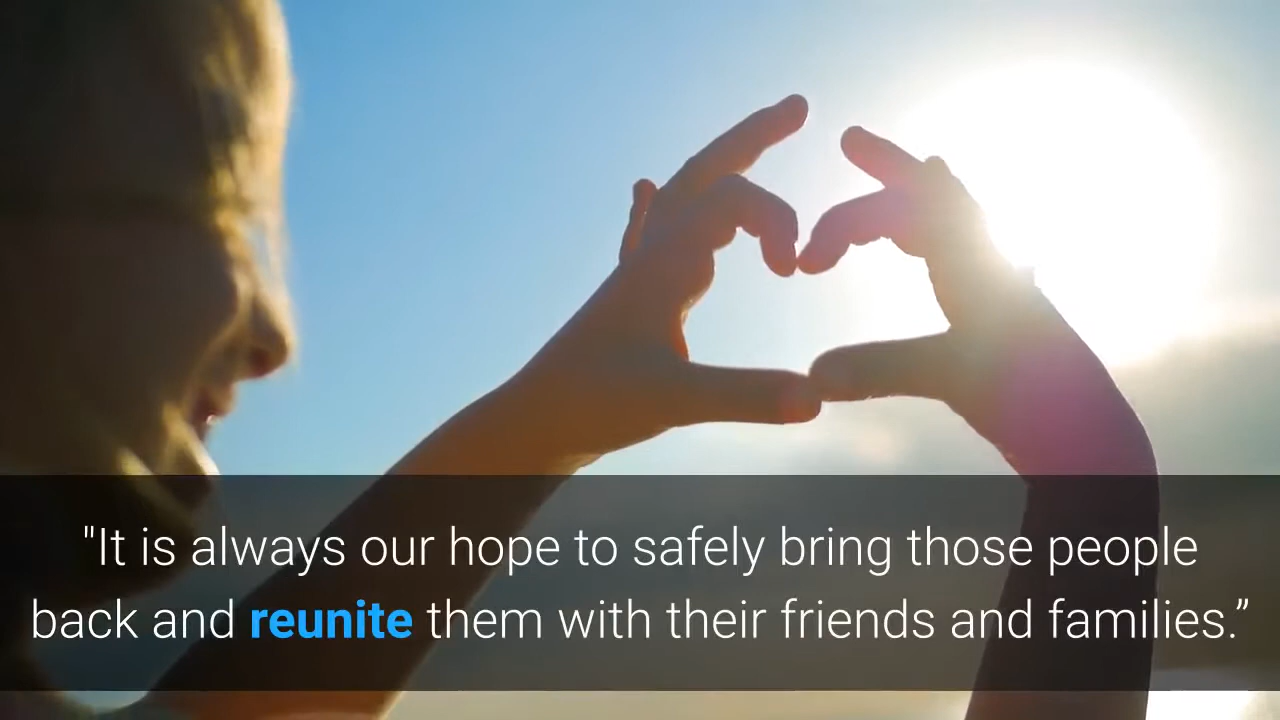 "It is always our hope to safely bring those people
back and reunite them with their friends and families.”